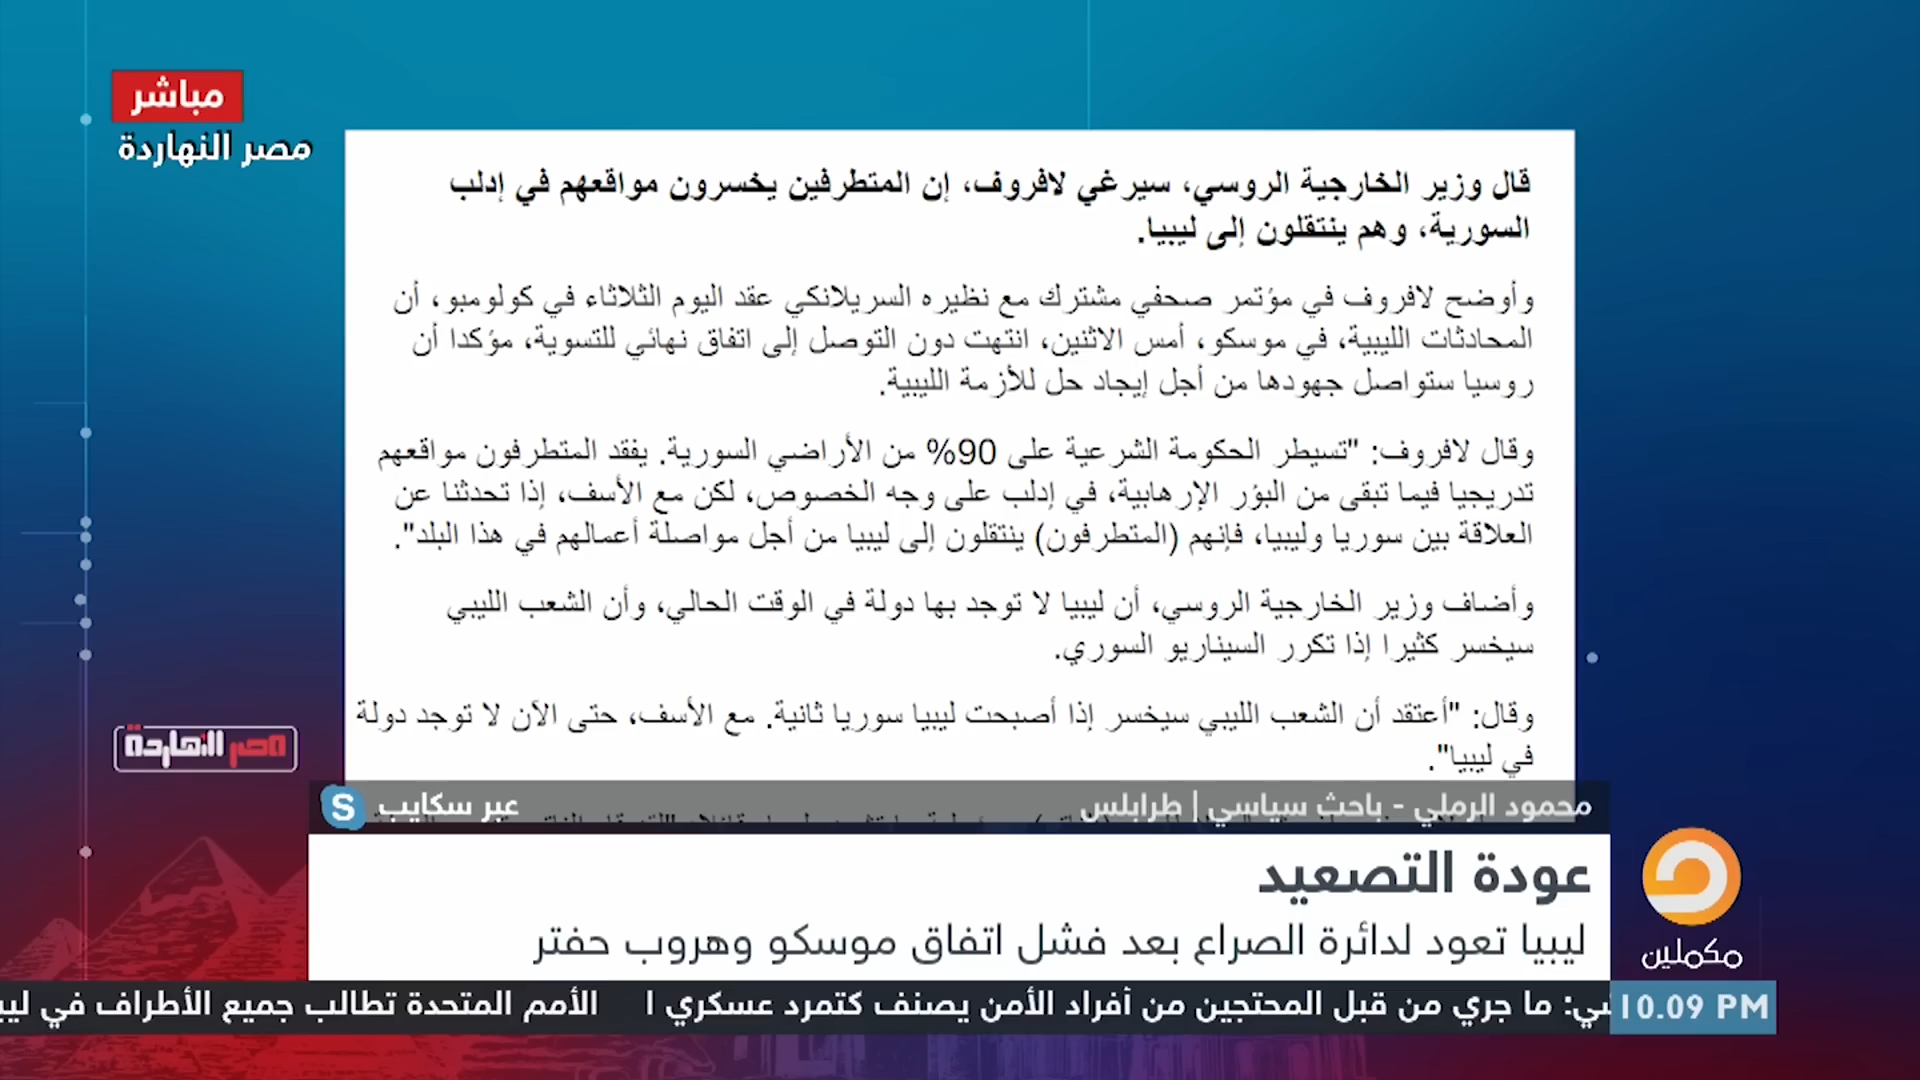 مباشر
مصر النهاردة
قال وزير الخارجية الروسي، سيرغي لافروف، إن المتطرفين يخسرون مواقعهم في إدلب
السورية، وهم ينتقلون إلى ليبيا.
وأوضح لافروف في مؤتمر صحفي مشترك مع نظيره السريلانكي عقد اليوم الثلاثاء في كولومبو، أن
المحادثات الليبية، في موسكو، أمس الاثنين، انتهت دون التوصل إلى اتفاق نهائي للتسوية، مؤكدا أن
روسيا ستواصل جهودها من أجل إيجاد حل للأزمة الليبية.
وقال لافروف: "تسيطر الحكومة الشرعية على 90% من الأراضي السورية. يفقد المتطرفون مواقعهم
تدريجيا فيما تبقى من البؤر الإرهابية، في إدلب على وجه الخصوص، لكن مع الأسف، إذا تحدثنا عن
العلاقة بين سوريا وليبيا، فإنهم (المتطرفون) ينتقلون إلى ليبيا من أجل مواصلة أعمالهم في هذا البلد".
وأضاف وزير الخارجية الروسي، أن ليبيا لا توجد بها دولة في الوقت الحالي، وأن الشعب الليبي
سيخسر كثيرا إذا تكرر السيناريو السوري.
وقال: "أعتقد أن الشعب الليبي سيخسر إذا أصبحت ليبيا سوريا ثانية. مع الأسف، حتى الآن لا توجد دولة
في ليبيا".
مصر النهاردة
محمود الرملي - باحث سياسي | طرابلس
عبر سكايب
عودة التصعيد
ليبيا تعود لدائرة الصراع بعد فشل اتفاق موسكو وهروب حفتر
مكملين
10.09 PM
ما جري من قبل المحتجين من أفراد الأمن يصنف كتمرد عسكري ا
الأمم المتحدة تطالب جميع الأطراف في